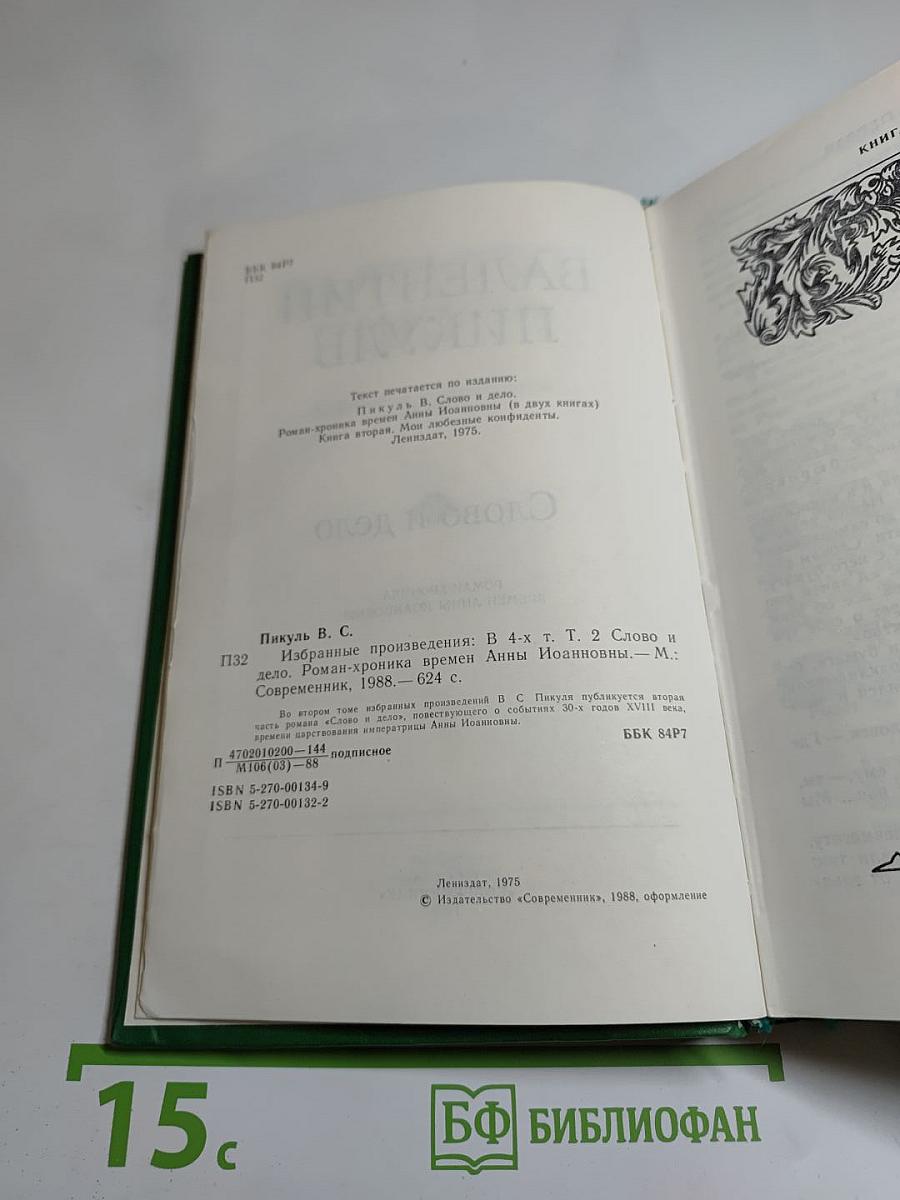 ББК 84Р7
П32
Текст печатается по изданию:
Пикуль В. Слово и дело.
Роман-хроника времен Анны Иоанновны (в двух книгах)
Книга вторая. Мои любезные конфиденты.
Лениздат, 1975.
Пикуль В. С.
П32 Избранные произведения: В 4-х т. Т. 2 Слово и
дело. Роман-хроника времен Анны Иоанновны.— М.:
Современник, 1988.— 624 с.
Во втором томе избранных произведений В С Пикуля публикуется вторая
часть романа «Слово и дело», повествующего о событиях 30-х годов XVIII века,
времени царствования императрицы Анны Иоанновны.
П 4702010200—144
М106(03)—88 подписное
ББК 84Р7
ISBN 5-270-00134-9
ISBN 5-270-00132-2
Лениздат, 1975
© Издательство «Современник», 1988, оформление
КНИГ
15 с
БФ БИБЛИОФАН